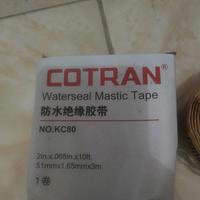 COTRAN®
Waterseal Mastic Tape
防水绝缘胶带
NO.KC80
2in.x.065in.x10ft.
51mmx1.65mmx3m
1卷